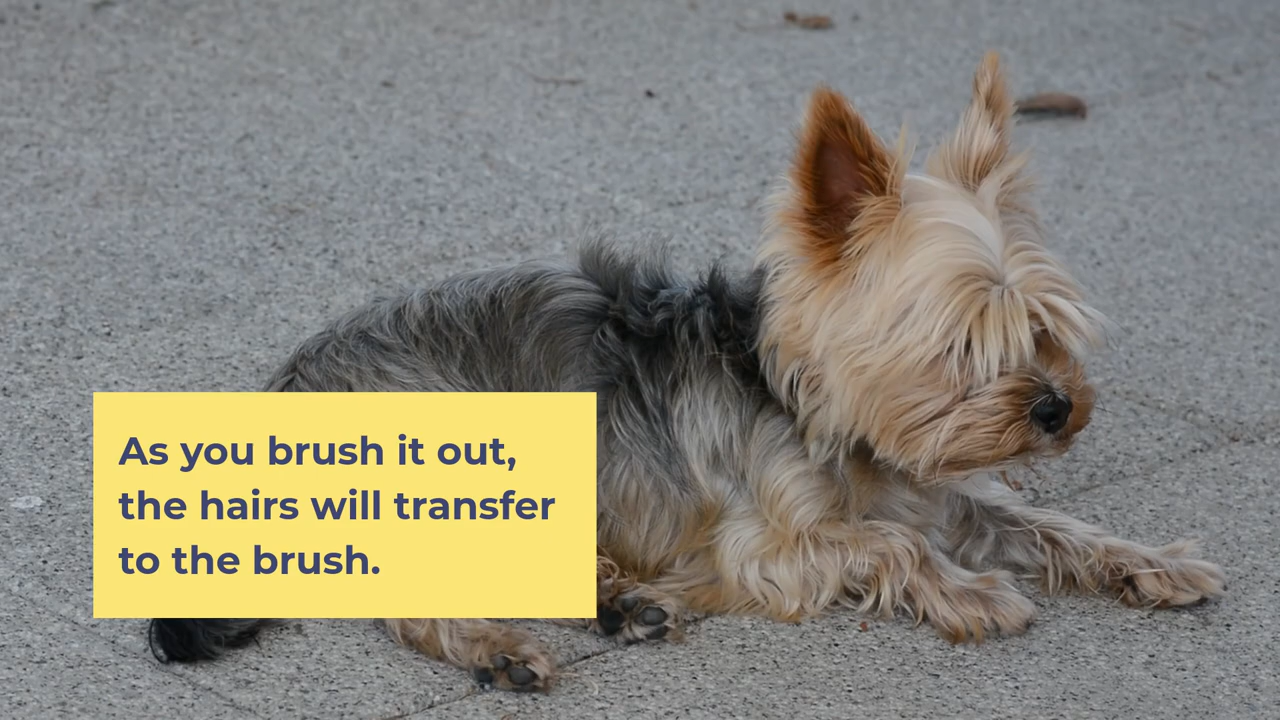 As you brush it out,
the hairs will transfer
to the brush.